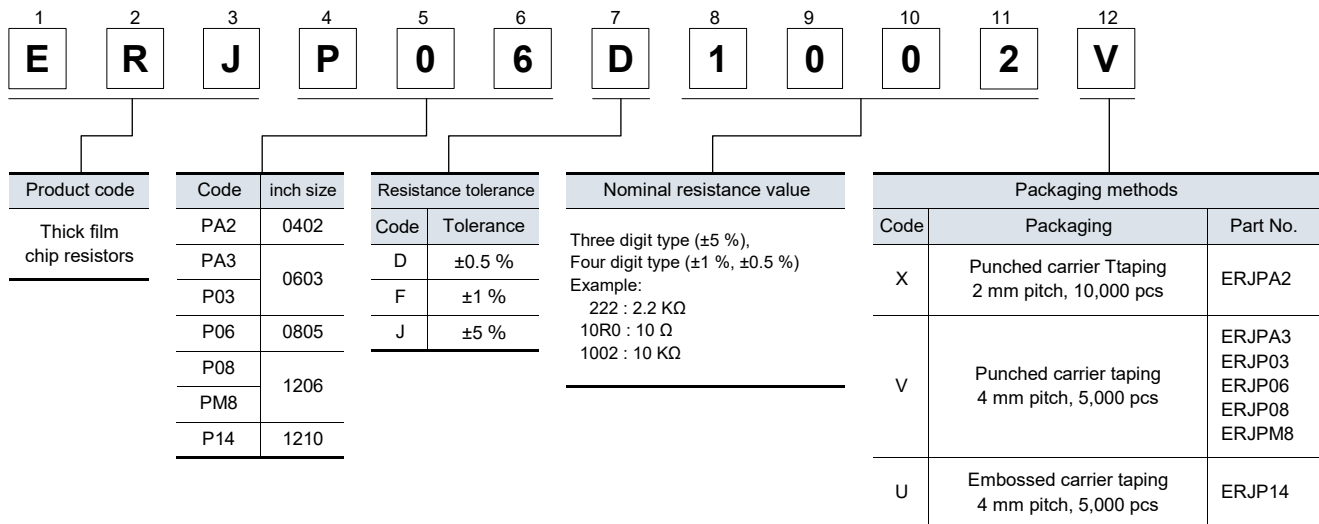 1 2 3 4 5 6 7 8 9 10 11 12
E R J P 0 6 D 1 0 0 2 V
Product code
Thick film
chip resistors
Code inch size
PA2 0402
PA3
P03
0603
P06 0805
P08
PM8
1206
P14 1210
Resistance tolerance
Code Tolerance
D ±0.5 %
F ±1 %
J ±5 %
Nominal resistance value
Three digit type (±5 %),
Four digit type (±1 %, ±0.5 %)
Example:
222 : 2.2 KΩ
10R0 : 10 Ω
1002 : 10 KΩ
Packaging methods
Code Packaging Part No.
X
Punched carrier Ttaping
2 mm pitch, 10,000 pcs
ERJPA2
V
Punched carrier taping
4 mm pitch, 5,000 pcs
ERJPA3
ERJP03
ERJP06
ERJP08
ERJPM8
U
Embossed carrier taping
4 mm pitch, 5,000 pcs
ERJP14